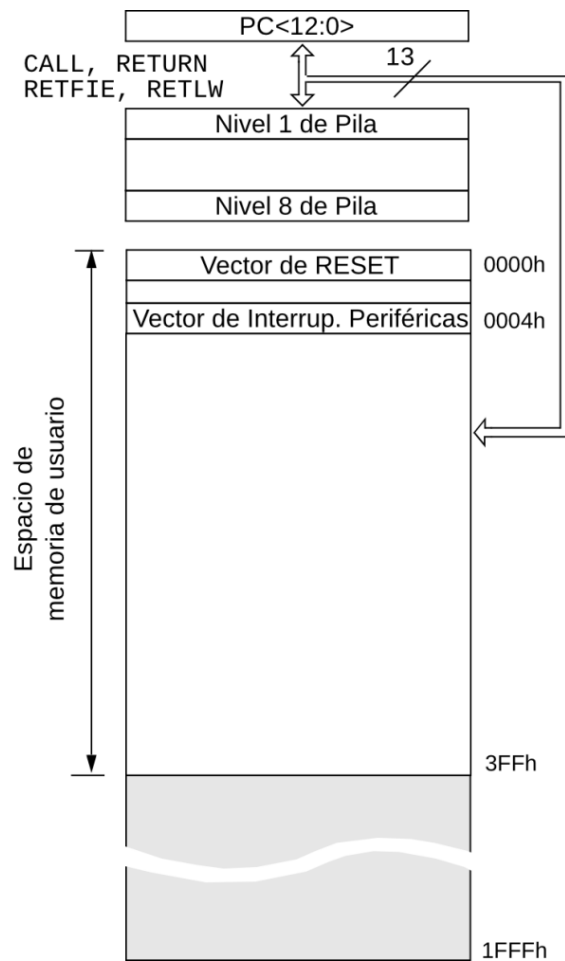 PC<12:0>
CALL, RETURN
RETFIE, RETLW
13
Nivel 1 de Pila
Nivel 8 de Pila
Vector de RESET
0000h
Vector de Interrup. Periféricas
0004h
Espacio de
memoria de usuario
3FFh
1FFFh